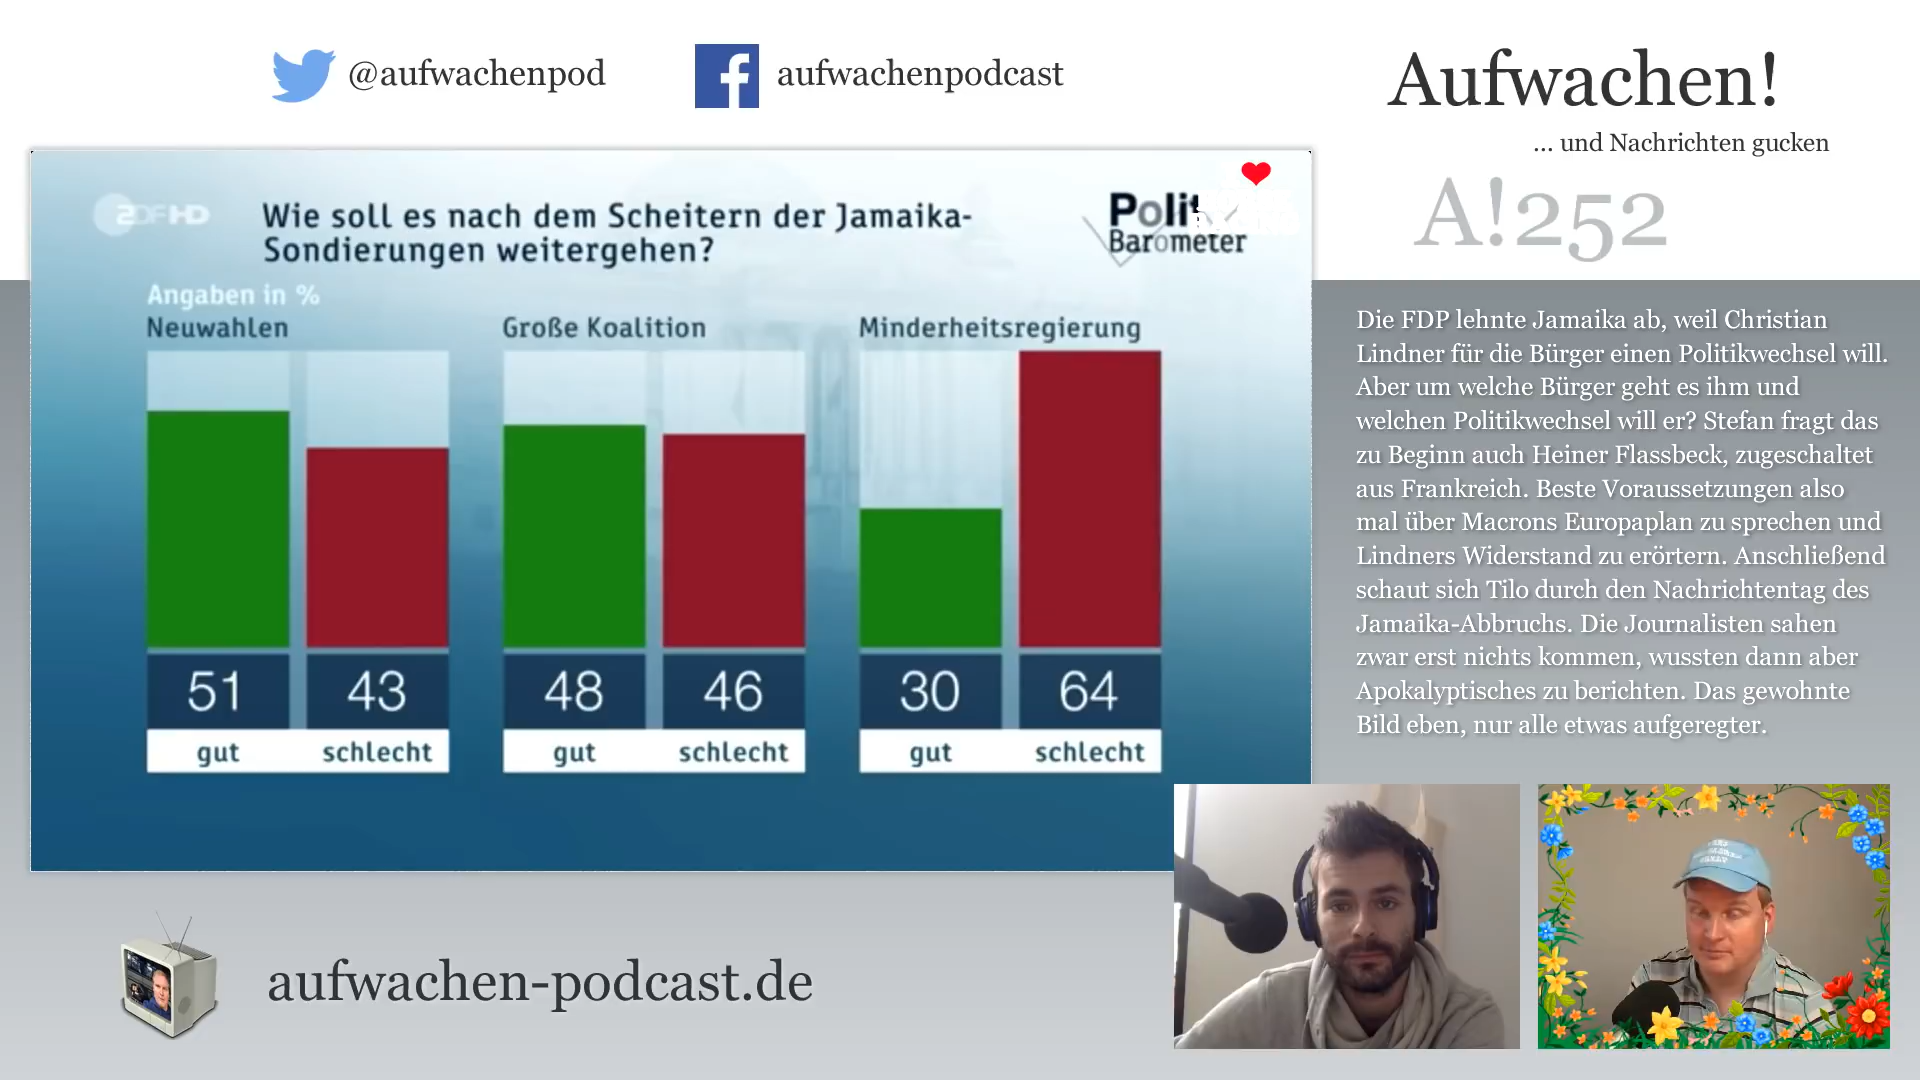 @aufwachenpod
aufwachenpodcast
Aufwachen!
... und Nachrichten gucken
A!252
ZDFHD
Wie soll es nach dem Scheitern der Jamaika-
Sondierungen weitergehen?
Barometer
Angaben in %
Neuwahlen
Große Koalition
Minderheitsregierung
51
43
48
46
30
64
gut
schlecht
gut
schlecht
gut
schlecht
Die FDP lehnte Jamaika ab, weil Christian
Lindner für die Bürger einen Politikwechsel will.
Aber um welche Bürger geht es ihm und
welchen Politikwechsel will er? Stefan fragt das
zu Beginn auch Heiner Flassbeck, zugeschaltet
aus Frankreich. Beste Voraussetzungen also
mal über Macrons Europaplan zu sprechen und
Lindners Widerstand zu erörtern. Anschließend
schaut sich Tilo durch den Nachrichtentag des
Jamaika-Abbruchs. Die Journalisten sahen
zwar erst nichts kommen, wussten dann aber
Apokalyptisches zu berichten. Das gewohnte
Bild eben, nur alle etwas aufgeregter.
aufwachen-podcast.de